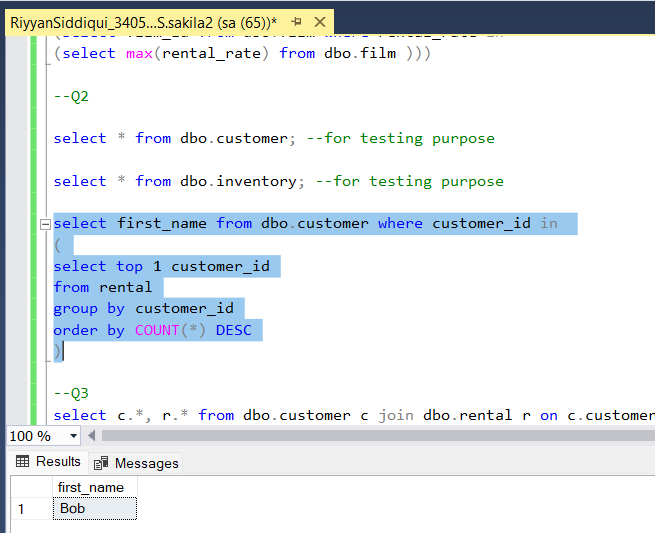 RiyyanSiddiqui_3405...S.sakila2 (sa (65))*
(select max(rental_rate) from dbo.film )))
--Q2
select * from dbo.customer; --for testing purpose
select * from dbo.inventory; --for testing purpose
select first_name from dbo.customer where customer_id in
(
select top 1 customer_id
from rental
group by customer_id
order by COUNT(*) DESC
)
--Q3
select c.*, r.* from dbo.customer c join dbo.rental r on c.customer
100 %
Results Messages
first_name
1 Bob